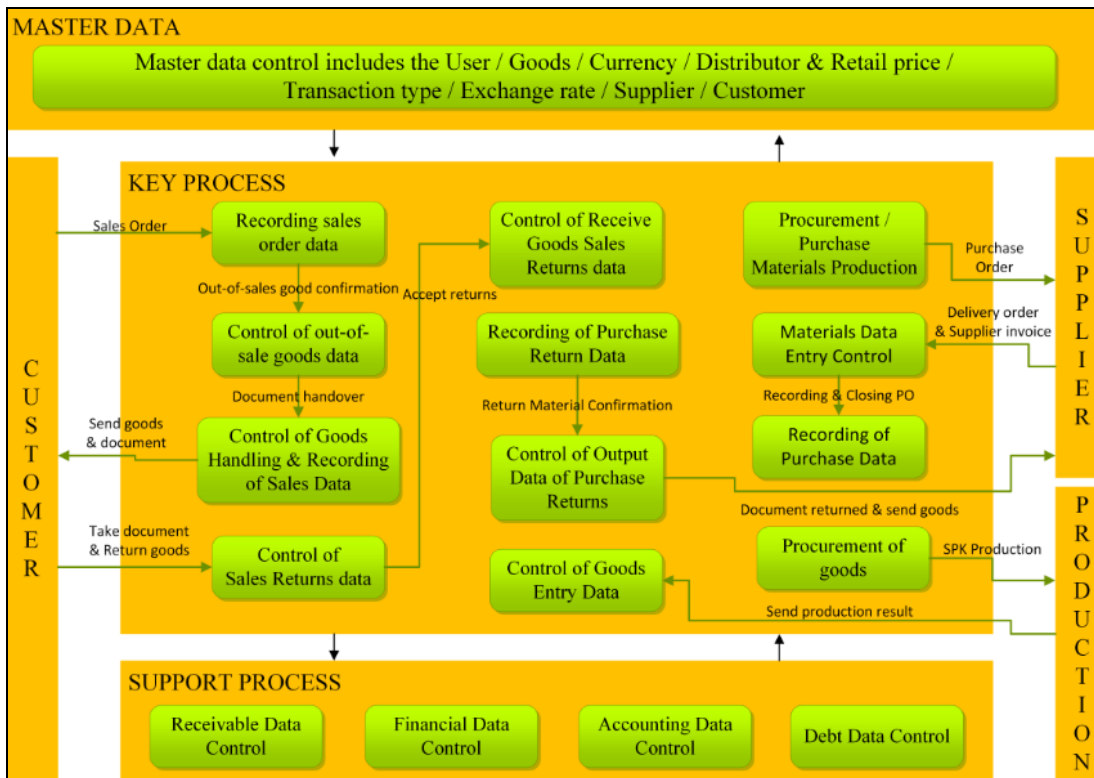 MASTER DATA
Master data control includes the User / Goods / Currency / Distributor & Retail price /
Transaction type / Exchange rate / Supplier / Customer
CUSTOMER
KEY PROCESS
Sales Order
Recording sales
order data
Out-of-sales good confirmation
Control of out-of-
sale goods data
Document handover
Send goods
& document
Control of Goods
Handling & Recording
of Sales Data
Take document
& Return goods
Control of
Sales Returns data
Accept returns
Control of Receive
Goods Sales
Returns data
Recording of Purchase
Return Data
Return Material Confirmation
Control of Output
Data of Purchase
Returns
Document returned & send goods
Control of Goods
Entry Data
Procurement /
Purchase
Materials Production
Purchase
Order
Delivery order
& Supplier invoice
Materials Data
Entry Control
Recording & Closing PO
Recording of
Purchase Data
Procurement of
goods
SPK Production
Send production result
SUPPLIER
PRODUCTION
SUPPORT PROCESS
Receivable Data
Control
Financial Data
Control
Accounting Data
Control
Debt Data Control